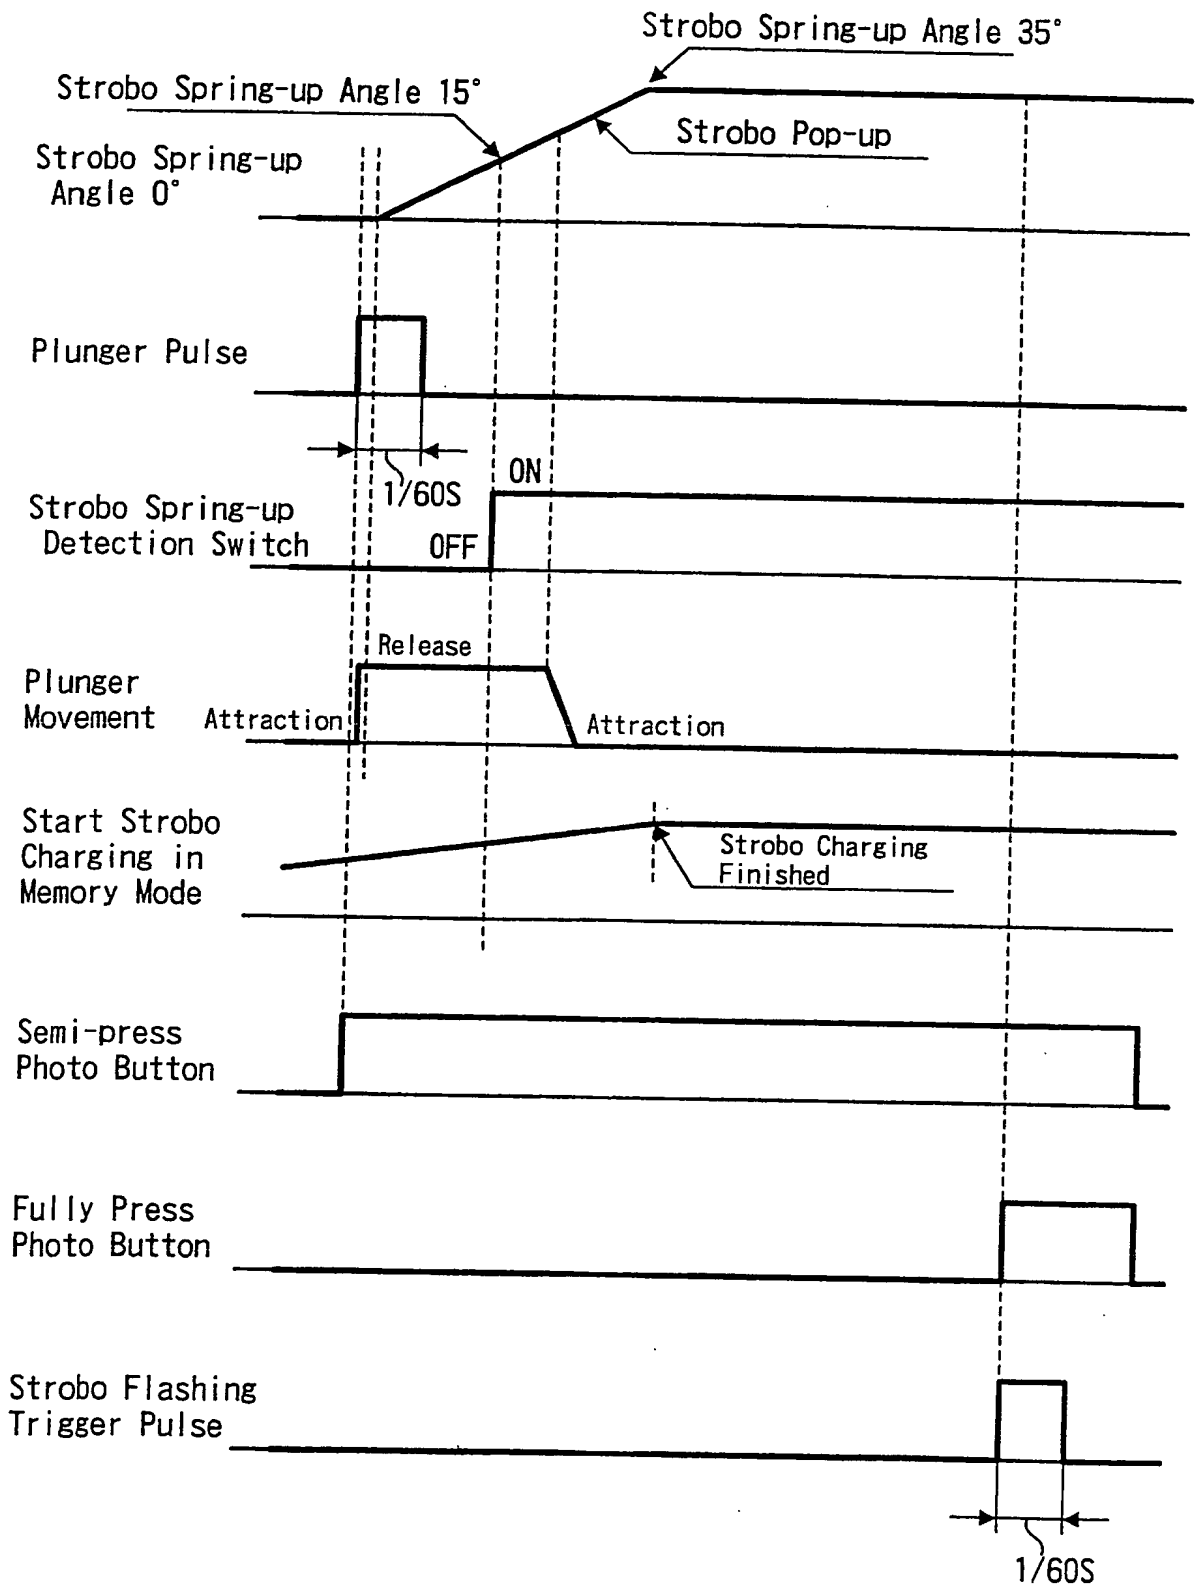 Strobo Spring-up Angle 35°
Strobo Spring-up Angle 15°
Strobo Pop-up
Strobo Spring-up
Angle 0°
Plunger Pulse
1/60S
ON
Strobo Spring-up
Detection Switch
OFF
Release
Plunger
Movement
Attraction
Attraction
Start Strobo
Charging in
Memory Mode
Strobo Charging
Finished
Semi-press
Photo Button
Fully Press
Photo Button
Strobo Flashing
Trigger Pulse
1/60S